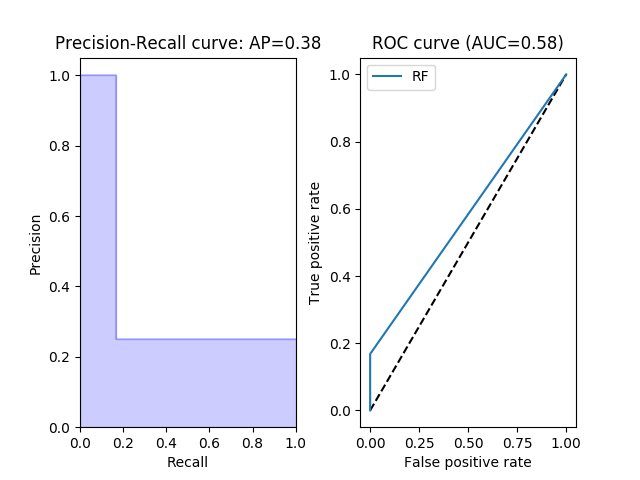 Precision-Recall curve: AP=0.38
1.0
0.8
0.6
0.4
0.2
0.0
Precision
0.0 0.2 0.4 0.6 0.8 1.0
Recall
ROC curve (AUC=0.58)
RF
1.0
0.8
0.6
0.4
0.2
0.0
True positive rate
0.00 0.25 0.50 0.75 1.00
False positive rate